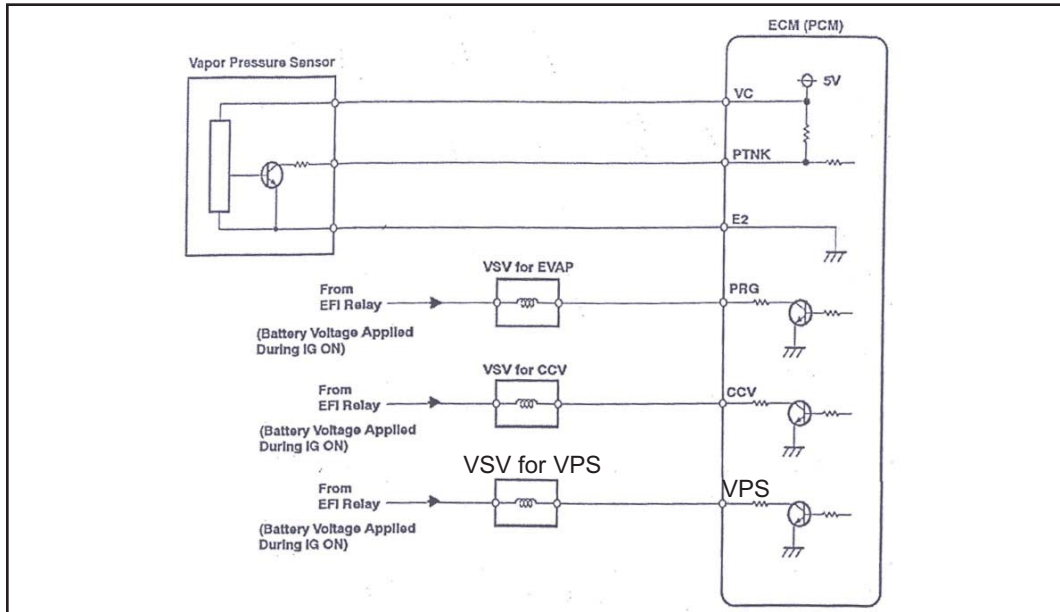 ECM (PCM)
Vapor Pressure Sensor
5V
VC
PTNK
E2
VSV for EVAP
From
EFI Relay
(Battery Voltage Applied
During IG ON)
PRG
VSV for CCV
From
EFI Relay
(Battery Voltage Applied
During IG ON)
CCV
VSV for VPS
From
EFI Relay
(Battery Voltage Applied
During IG ON)
VPS